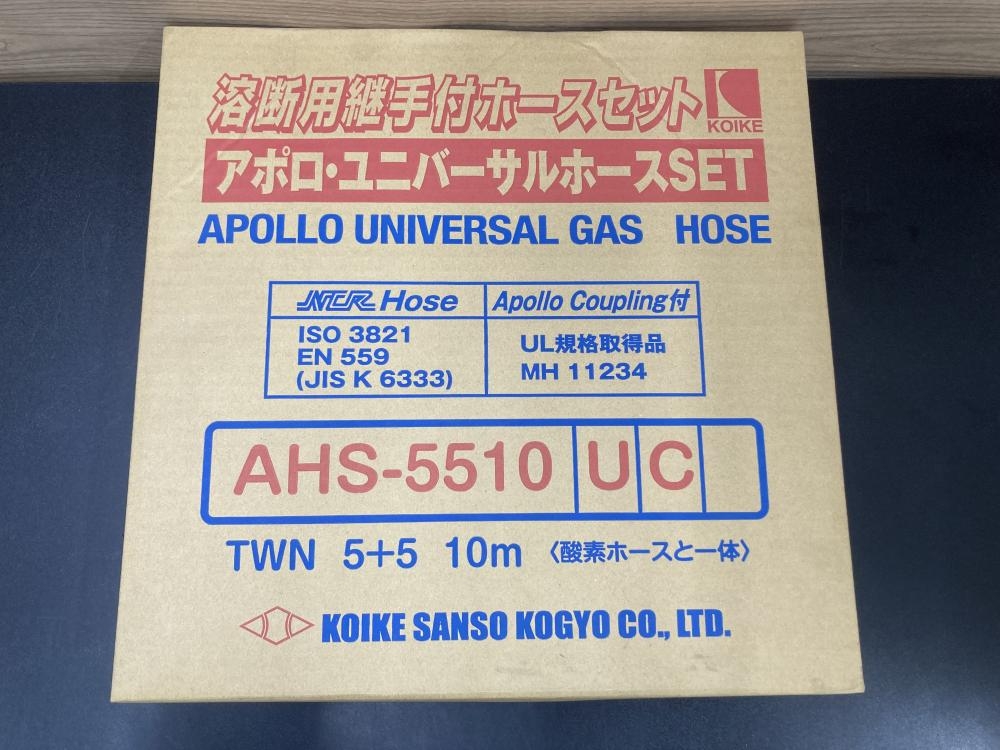 溶断用継手付ホースセット
KOIKE
アポロ・ユニバーサルホースSET
APOLLO UNIVERSAL GAS HOSE
NCR Hose
Apollo Coupling付
ISO 3821
EN 559
(JIS K 6333)
UL規格取得品
MH 11234
AHS-5510 U C
TWN 5+5 10m 〈酸素ホースと一体〉
KOIKE SANSO KOGYO CO., LTD.